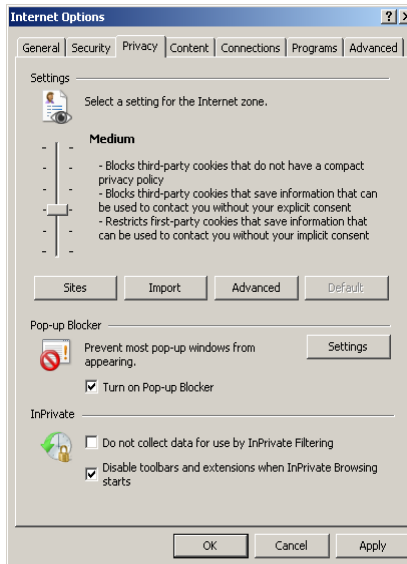 Internet Options
General Security Privacy Content Connections Programs Advanced
Settings
Select a setting for the Internet zone.
Medium
- Blocks third-party cookies that do not have a compact
privacy policy
- Blocks third-party cookies that save information that can
be used to contact you without your explicit consent
- Restricts first-party cookies that save information that
can be used to contact you without your implicit consent
Sites Import Advanced Default
Pop-up Blocker
Prevent most pop-up windows from
appearing.
Settings
Turn on Pop-up Blocker
InPrivate
Do not collect data for use by InPrivate Filtering
Disable toolbars and extensions when InPrivate Browsing
starts
OK Cancel Apply